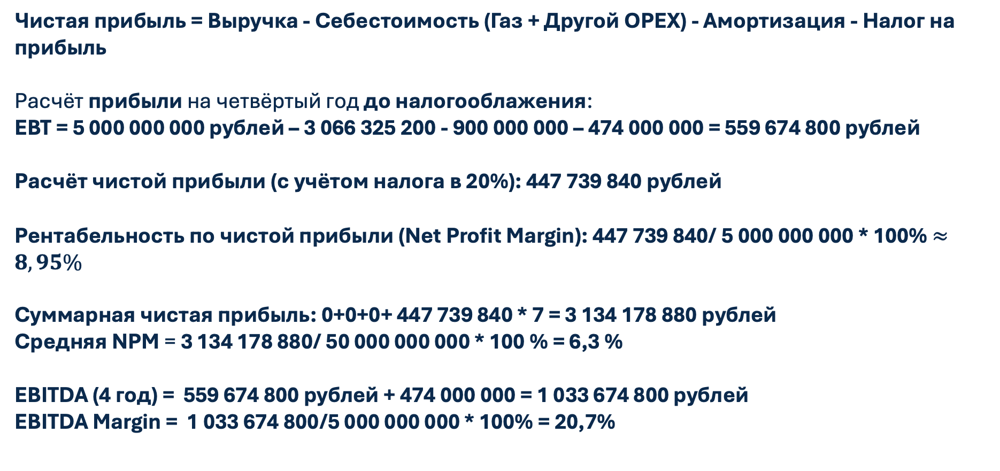 Чистая прибыль = Выручка - Себестоимость (Газ + Другой OPEX) - Амортизация - Налог на
прибыль
Расчёт прибыли на четвёртый год до налогооблажения:
EBT = 5 000 000 000 рублей – 3 066 325 200 - 900 000 000 – 474 000 000 = 559 674 800 рублей
Расчёт чистой прибыли (с учётом налога в 20%): 447 739 840 рублей
Рентабельность по чистой прибыли (Net Profit Margin): 447 739 840/ 5 000 000 000 * 100% ≈
8,95%
Суммарная чистая прибыль: 0+0+0+ 447 739 840 * 7 = 3 134 178 880 рублей
Средняя NPM = 3 134 178 880/ 50 000 000 000 * 100 % = 6,3 %
EBITDA (4 год) = 559 674 800 рублей + 474 000 000 = 1 033 674 800 рублей
EBITDA Margin = 1 033 674 800/5 000 000 000 * 100% = 20,7%